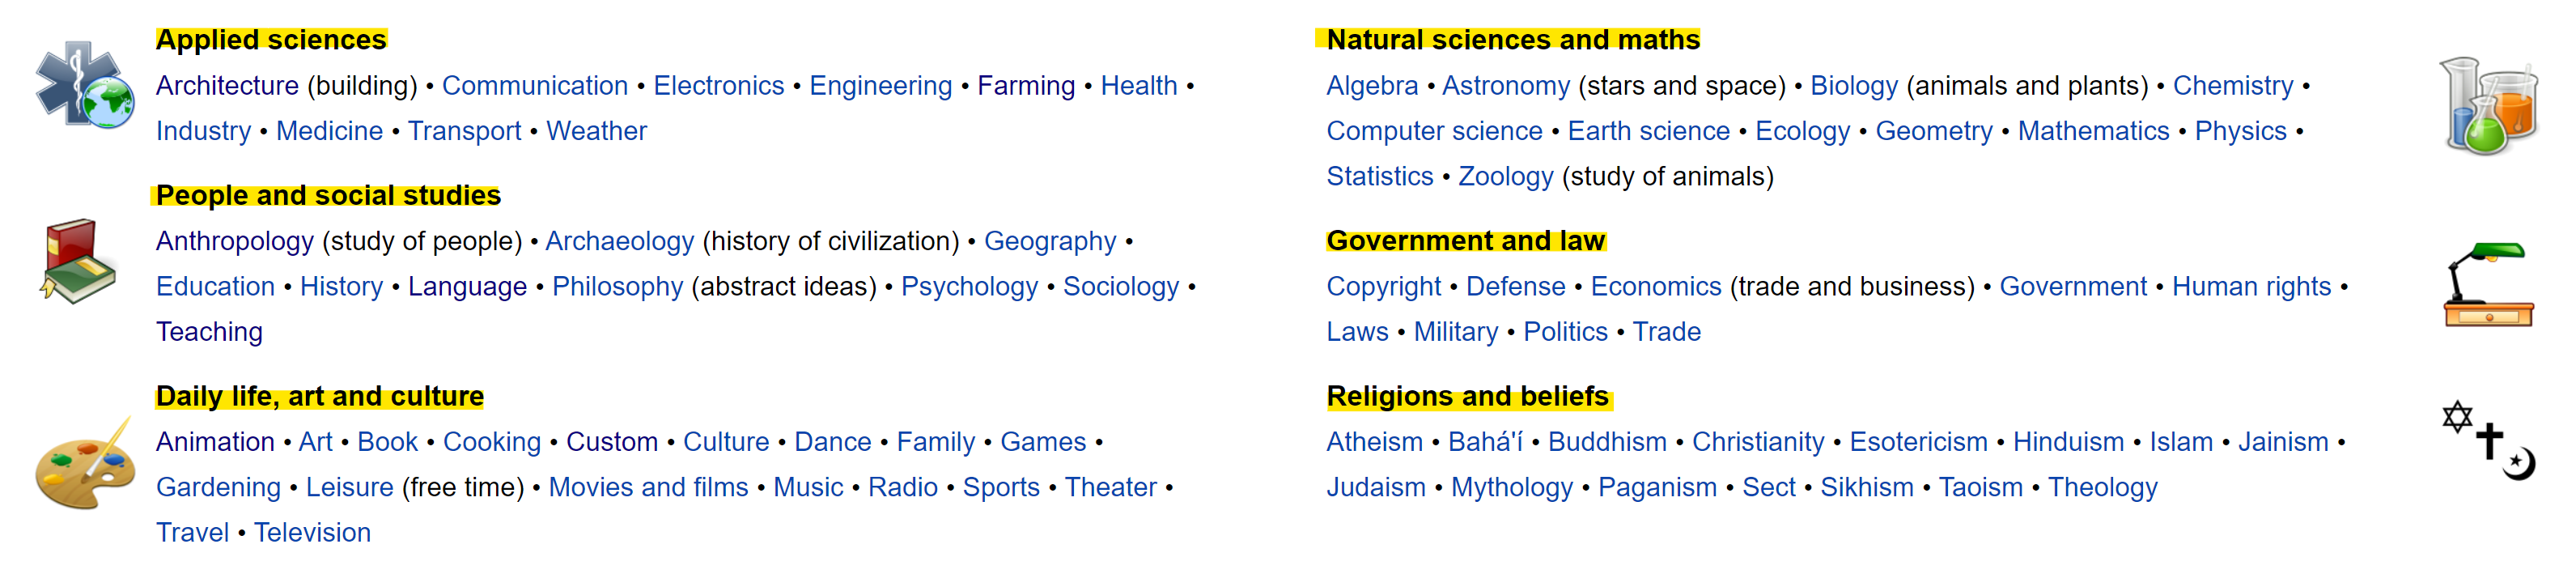 Applied sciences
Architecture (building) • Communication • Electronics • Engineering • Farming • Health •
Industry • Medicine • Transport • Weather
People and social studies
Anthropology (study of people) • Archaeology (history of civilization) • Geography •
Education • History • Language • Philosophy (abstract ideas) • Psychology • Sociology •
Teaching
Daily life, art and culture
Animation • Art • Book • Cooking • Custom • Culture • Dance • Family • Games •
Gardening • Leisure (free time) • Movies and films • Music • Radio • Sports • Theater •
Travel • Television
Natural sciences and maths
Algebra • Astronomy (stars and space) • Biology (animals and plants) • Chemistry •
Computer science • Earth science • Ecology • Geometry • Mathematics • Physics •
Statistics • Zoology (study of animals)
Government and law
Copyright • Defense • Economics (trade and business) • Government • Human rights •
Laws • Military • Politics • Trade
Religions and beliefs
Atheism • Bahá'í • Buddhism • Christianity • Esotericism • Hinduism • Islam • Jainism •
Judaism • Mythology • Paganism • Sect • Sikhism • Taoism • Theology